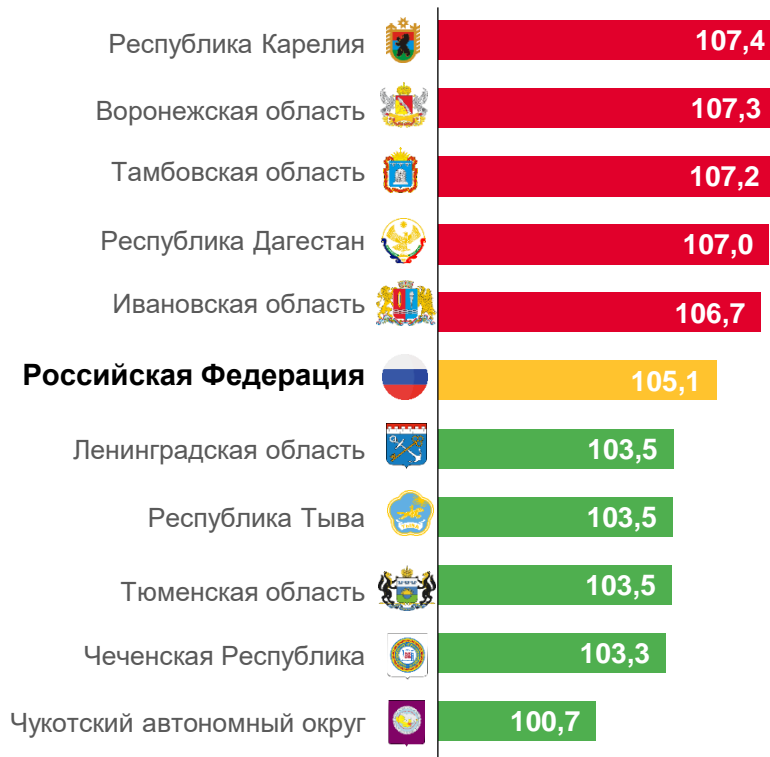 Республика Карелия 107,4
Воронежская область 107,3
Тамбовская область 107,2
Республика Дагестан 107,0
Ивановская область 106,7
Российская Федерация 105,1
Ленинградская область 103,5
Республика Тыва 103,5
Тюменская область 103,5
Чеченская Республика 103,3
Чукотский автономный округ 100,7